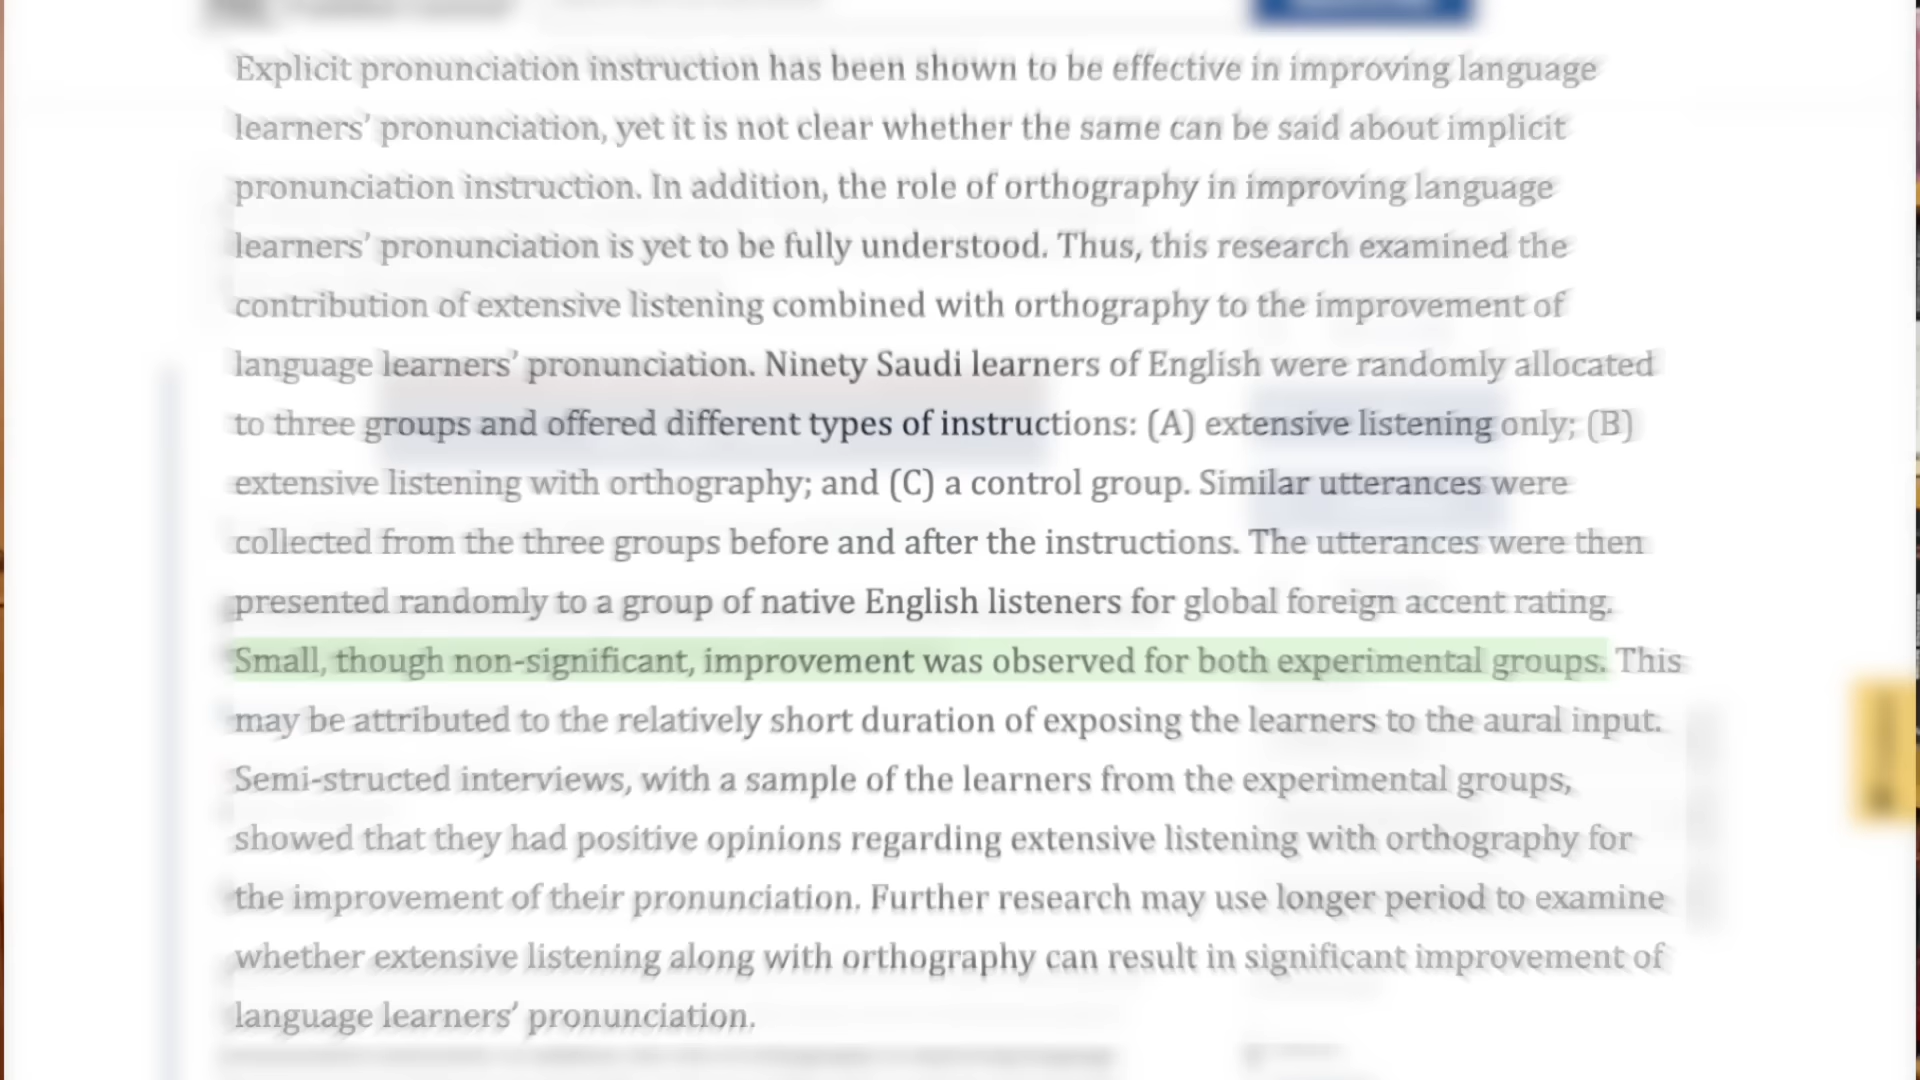 Explicit pronunciation instruction has been shown to be effective in improving language
learners’ pronunciation, yet it is not clear whether the same can be said about implicit
pronunciation instruction. In addition, the role of orthography in improving language
learners’ pronunciation is yet to be fully understood. Thus, this research examined the
contribution of extensive listening combined with orthography to the improvement of
language learners’ pronunciation. Ninety Saudi learners of English were randomly allocated
to three groups and offered different types of instructions: (A) extensive listening only; (B)
extensive listening with orthography; and (C) a control group. Similar utterances were
collected from the three groups before and after the instructions. The utterances were then
presented randomly to a group of native English listeners for global foreign accent rating.
Small, though non-significant, improvement was observed for both experimental groups. This
may be attributed to the relatively short duration of exposing the learners to the aural input.
Semi-structed interviews, with a sample of the learners from the experimental groups,
showed that they had positive opinions regarding extensive listening with orthography for
the improvement of their pronunciation. Further research may use longer period to examine
whether extensive listening along with orthography can result in significant improvement of
language learners’ pronunciation.